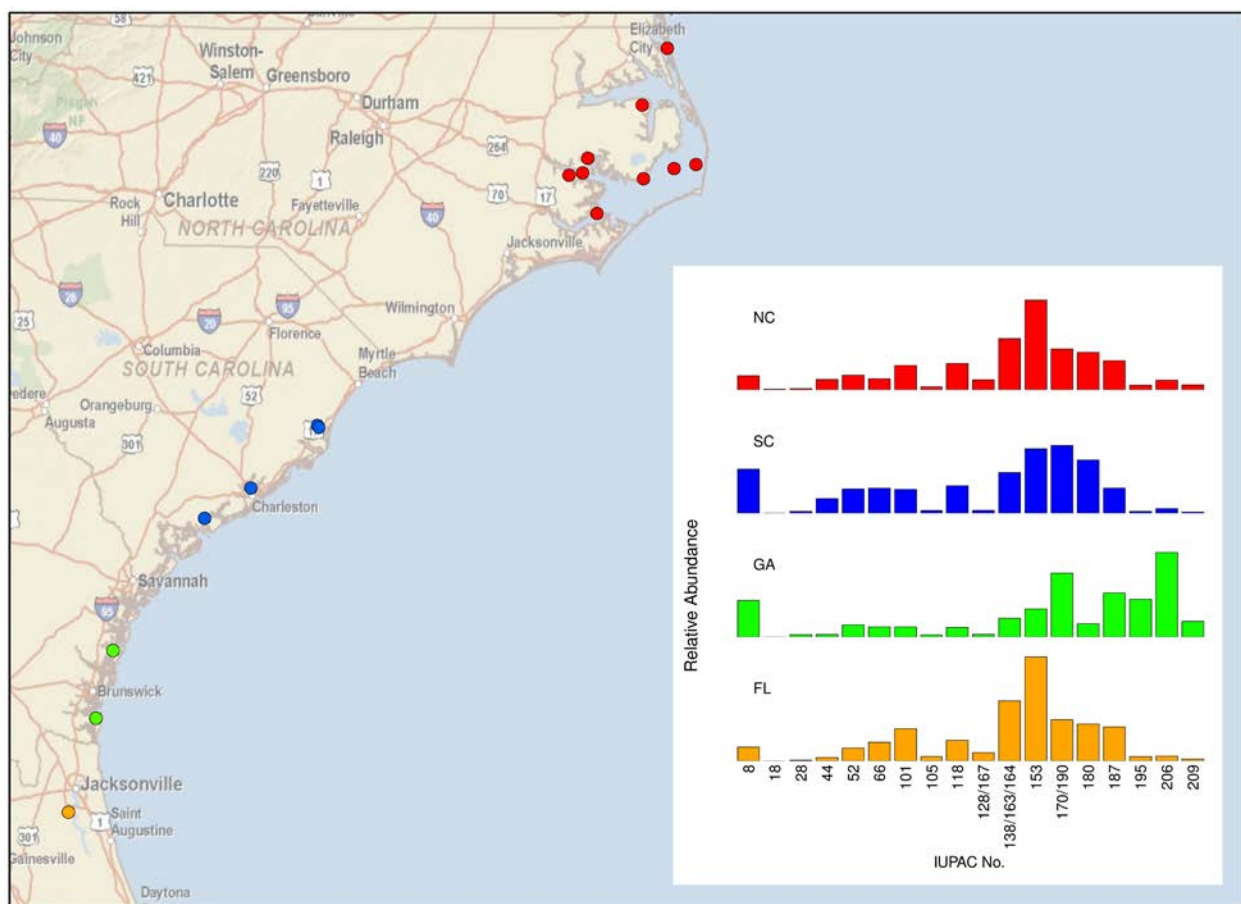 58
Danville
Johnson
City
Elizabeth
City
Winston-
Salem
421
Greensboro
Durham
Raleigh
40
264
220
1
70
17
Charlotte
Rock
Hill
Fayetteville
40
NORTH CAROLINA
Jacksonville
26
95
25
20
Florence
Wilmington
Columbia
Myrtle
Beach
SOUTH CAROLINA
52
Orangeburg
Augusta
301
Charleston
Savannah
95
Brunswick
Jacksonville
1
Saint
Augustine
301
Gainesville
Daytona
NC
SC
GA
FL
Relative Abundance
8
18
28
44
52
66
101
105
118
128/167
138/163/164
153
170/190
180
187
195
206
209
IUPAC No.